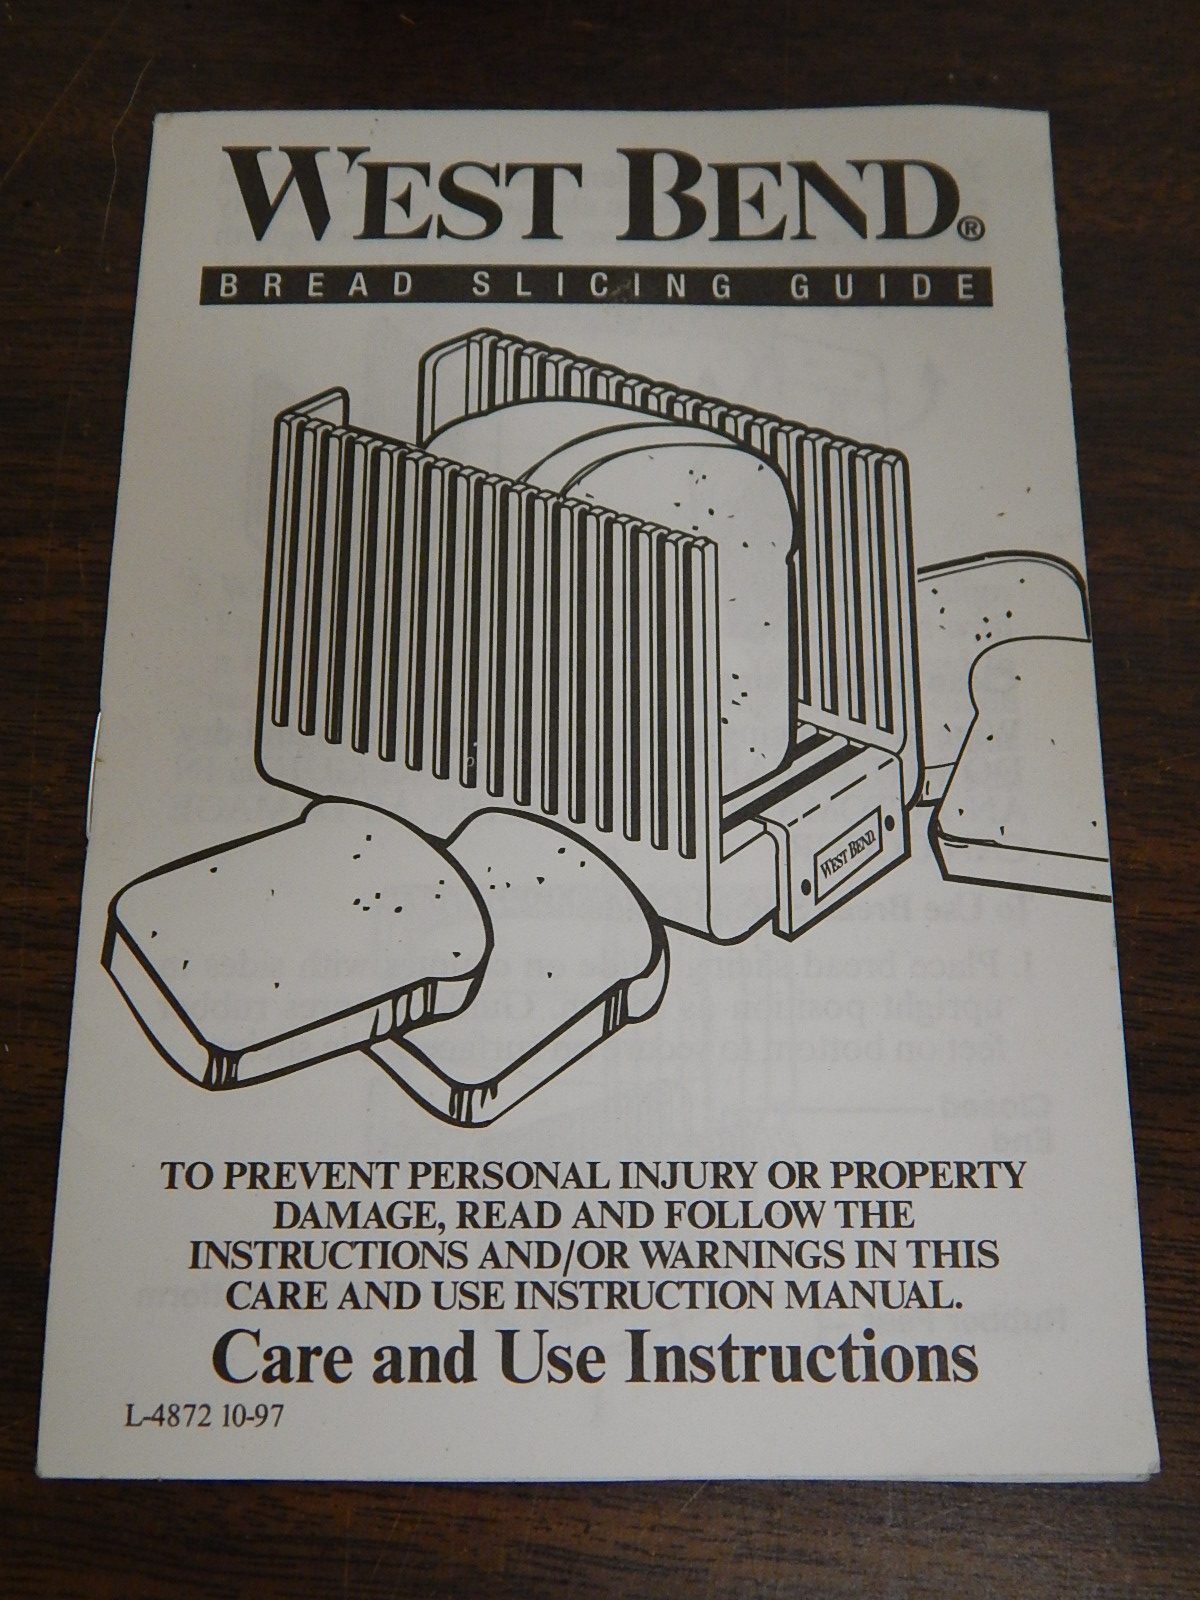 WEST BEND®
BREAD SLICING GUIDE
WEST BEND
TO PREVENT PERSONAL INJURY OR PROPERTY
DAMAGE, READ AND FOLLOW THE
INSTRUCTIONS AND/OR WARNINGS IN THIS
CARE AND USE INSTRUCTION MANUAL.
Care and Use Instructions
L-4872 10-97